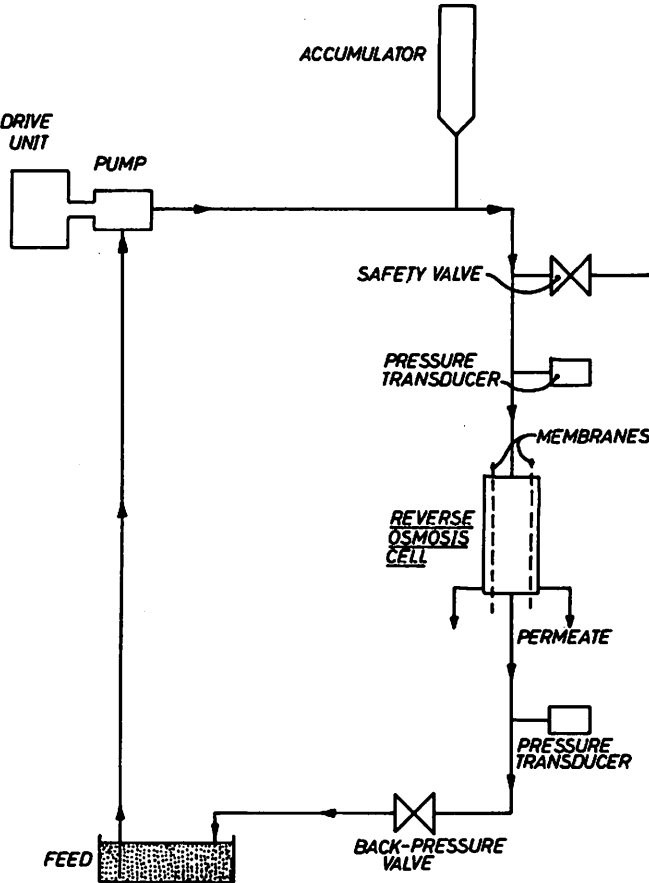 ACCUMULATOR
DRIVE
UNIT
PUMP
SAFETY VALVE
PRESSURE
TRANSDUCER
MEMBRANES
REVERSE
OSMOSIS
CELL
PERMEATE
PRESSURE
TRANSDUCER
BACK-PRESSURE
VALVE
FEED